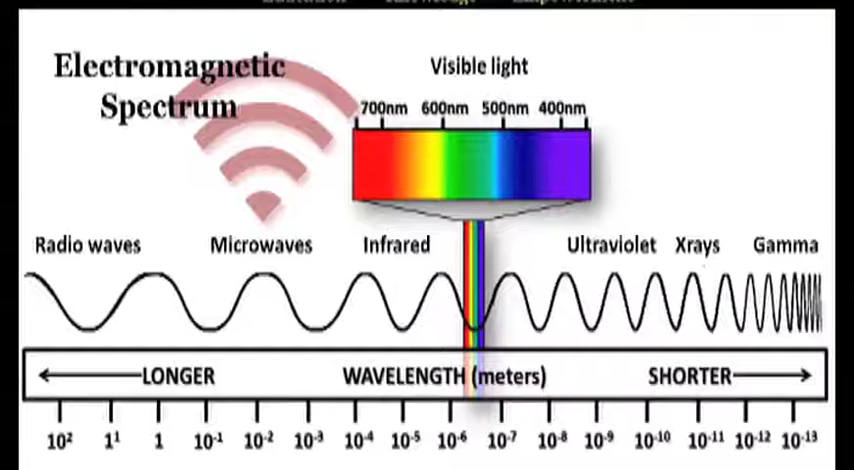 Electromagnetic
Spectrum
Visible light
700nm 600nm 500nm 400nm
Radio waves Microwaves Infrared Ultraviolet Xrays Gamma
LONGER WAVELENGTH (meters) SHORTER
10² 1¹ 1 10⁻¹ 10⁻² 10⁻³ 10⁻⁴ 10⁻⁵ 10⁻⁶ 10⁻⁷ 10⁻⁸ 10⁻⁹ 10⁻¹⁰ 10⁻¹¹ 10⁻¹² 10⁻¹³